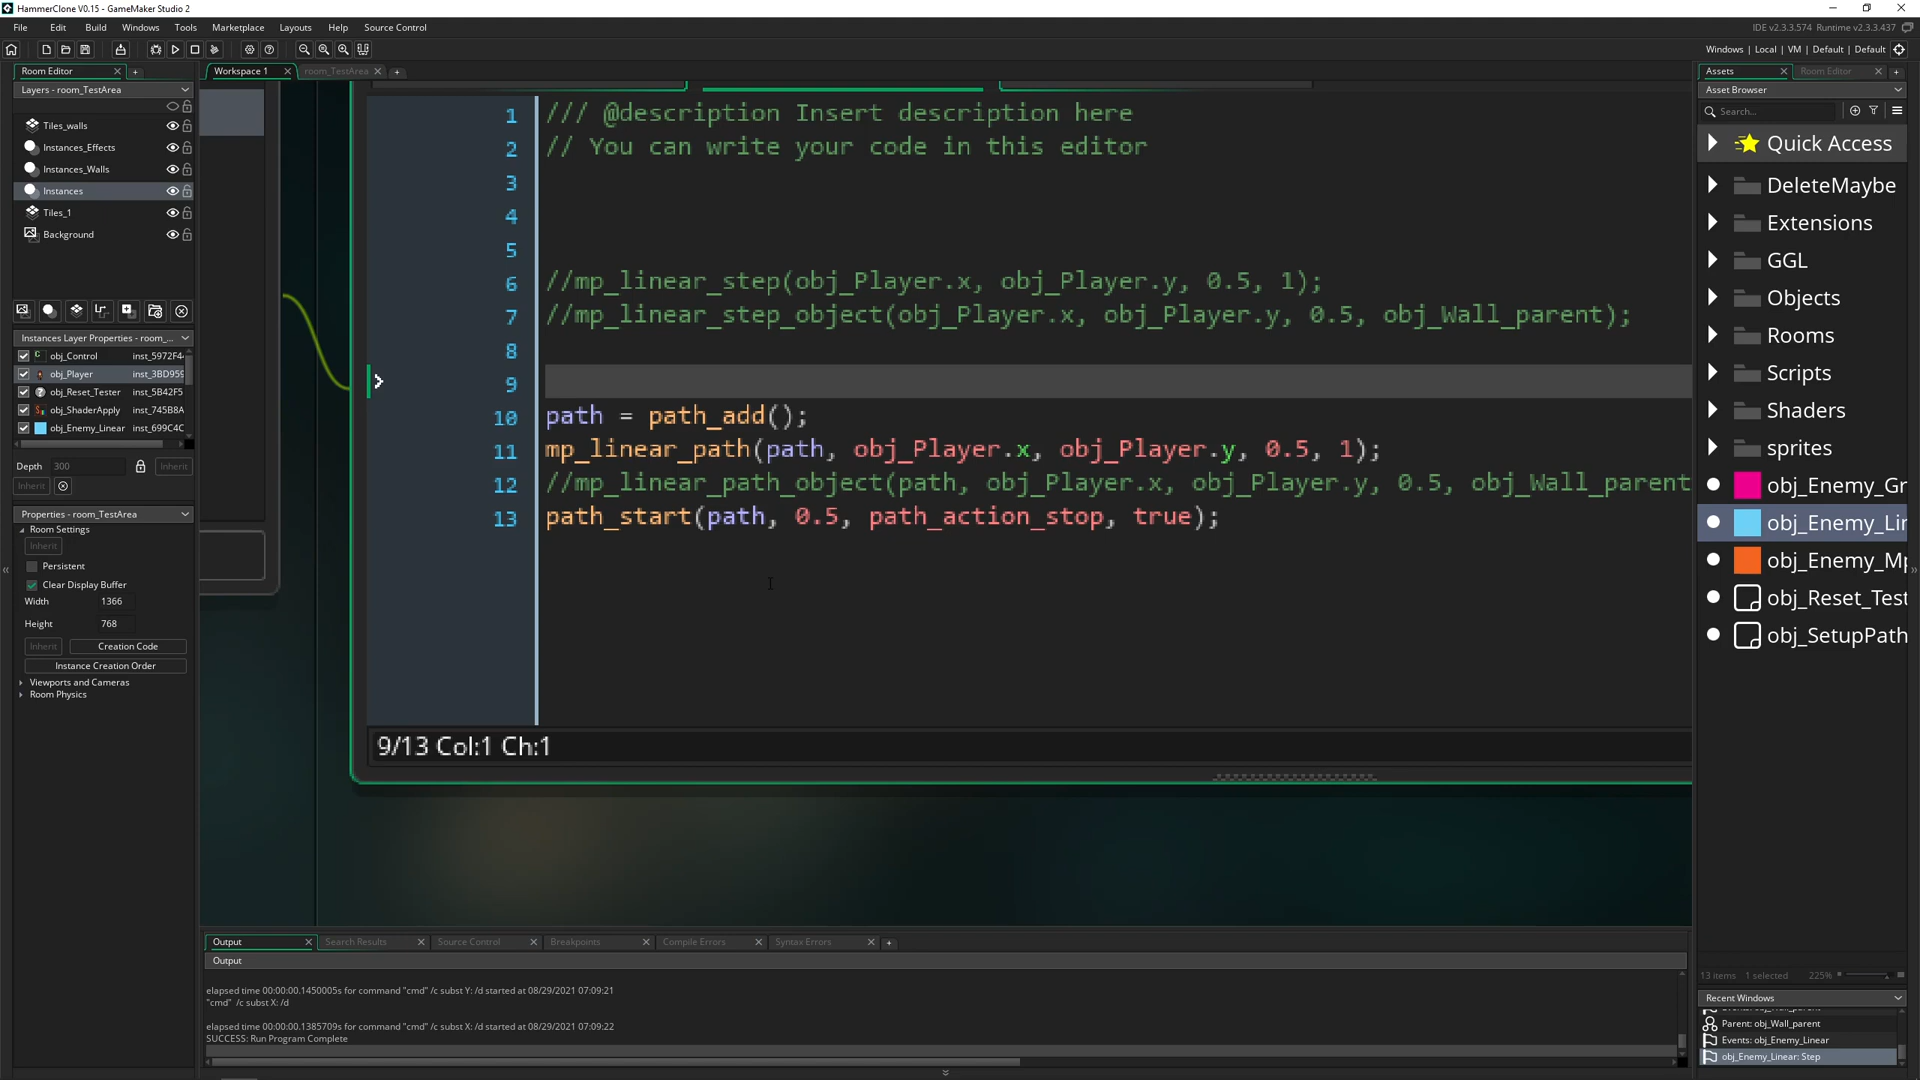 HammerClone V0.15 - GameMaker Studio 2
File Edit Build Windows Tools Marketplace Layouts Help Source Control
IDE v2.3.3.574 Runtime v2.3.3.437
Windows | Local | VM | Default | Default
Room Editor
Workspace 1
room_TestArea
Assets
Room Editor
Layers - room_TestArea
Asset Browser
Search...
Tiles_walls
Instances_Effects
Instances_Walls
Instances
Tiles_1
Background
Instances Layer Properties - room_...
obj_Control inst_5972F4
obj_Player inst_3BD959
obj_Reset_Tester inst_5B42F5
obj_ShaderApply inst_745B8A
obj_Enemy_Linear inst_699C4C
Depth 300 Inherit
Inherit
Properties - room_TestArea
Room Settings
Inherit
Persistent
Clear Display Buffer
Width 1366
Height 768
Inherit Creation Code
Instance Creation Order
Viewports and Cameras
Room Physics
1 /// @description Insert description here
2 // You can write your code in this editor
3
4
5
6 //mp_linear_step(obj_Player.x, obj_Player.y, 0.5, 1);
7 //mp_linear_step_object(obj_Player.x, obj_Player.y, 0.5, obj_Wall_parent);
8
9
10 path = path_add();
11 mp_linear_path(path, obj_Player.x, obj_Player.y, 0.5, 1);
12 //mp_linear_path_object(path, obj_Player.x, obj_Player.y, 0.5, obj_Wall_parent
13 path_start(path, 0.5, path_action_stop, true);
9/13 Col:1 Ch:1
Quick Access
DeleteMaybe
Extensions
GGL
Objects
Rooms
Scripts
Shaders
sprites
obj_Enemy_Gr
obj_Enemy_Lin
obj_Enemy_Mp
obj_Reset_Test
obj_SetupPath
13 items 1 selected 225%
Output Search Results Source Control Breakpoints Compile Errors Syntax Errors
Output
elapsed time 00:00:00.1450005s for command "cmd" /c subst Y: /d started at 08/29/2021 07:09:21
"cmd" /c subst X: /d
elapsed time 00:00:00.1385709s for command "cmd" /c subst X: /d started at 08/29/2021 07:09:22
SUCCESS: Run Program Complete
Recent Windows
Parent: obj_Wall_parent
Events: obj_Enemy_Linear
obj_Enemy_Linear: Step